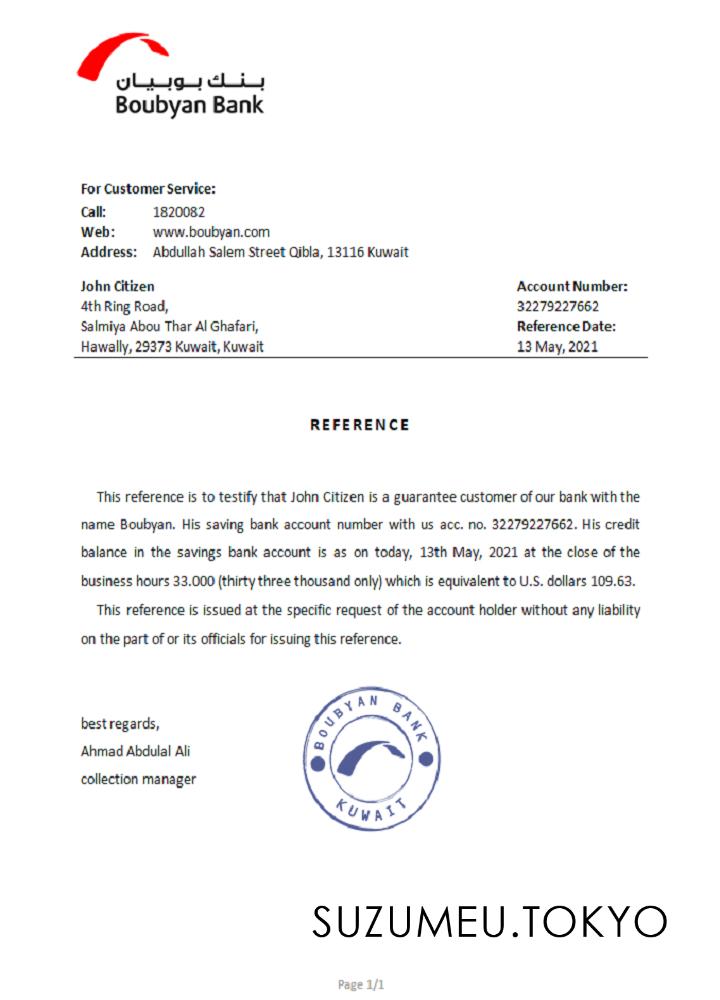 بنك بوبيان
Boubyan Bank
For Customer Service:
Call: 1820082
Web: www.boubyan.com
Address: Abdullah Salem Street Qibla, 13116 Kuwait
John Citizen Account Number:
4th Ring Road, 32279227662
Salmiya Abou Thar Al Ghafari, Reference Date:
Hawally, 29373 Kuwait, Kuwait 13 May, 2021
REFERENCE
This reference is to testify that John Citizen is a guarantee customer of our bank with the
name Boubyan. His saving bank account number with us acc. no. 32279227662. His credit
balance in the savings bank account is as on today, 13th May, 2021 at the close of the
business hours 33.000 (thirty three thousand only) which is equivalent to U.S. dollars 109.63.
This reference is issued at the specific request of the account holder without any liability
on the part of or its officials for issuing this reference.
best regards,
Ahmad Abdulal Ali
collection manager
BOUBYAN BANK
KUWAIT
SUZUMEU.TOKYO
Page 1/1